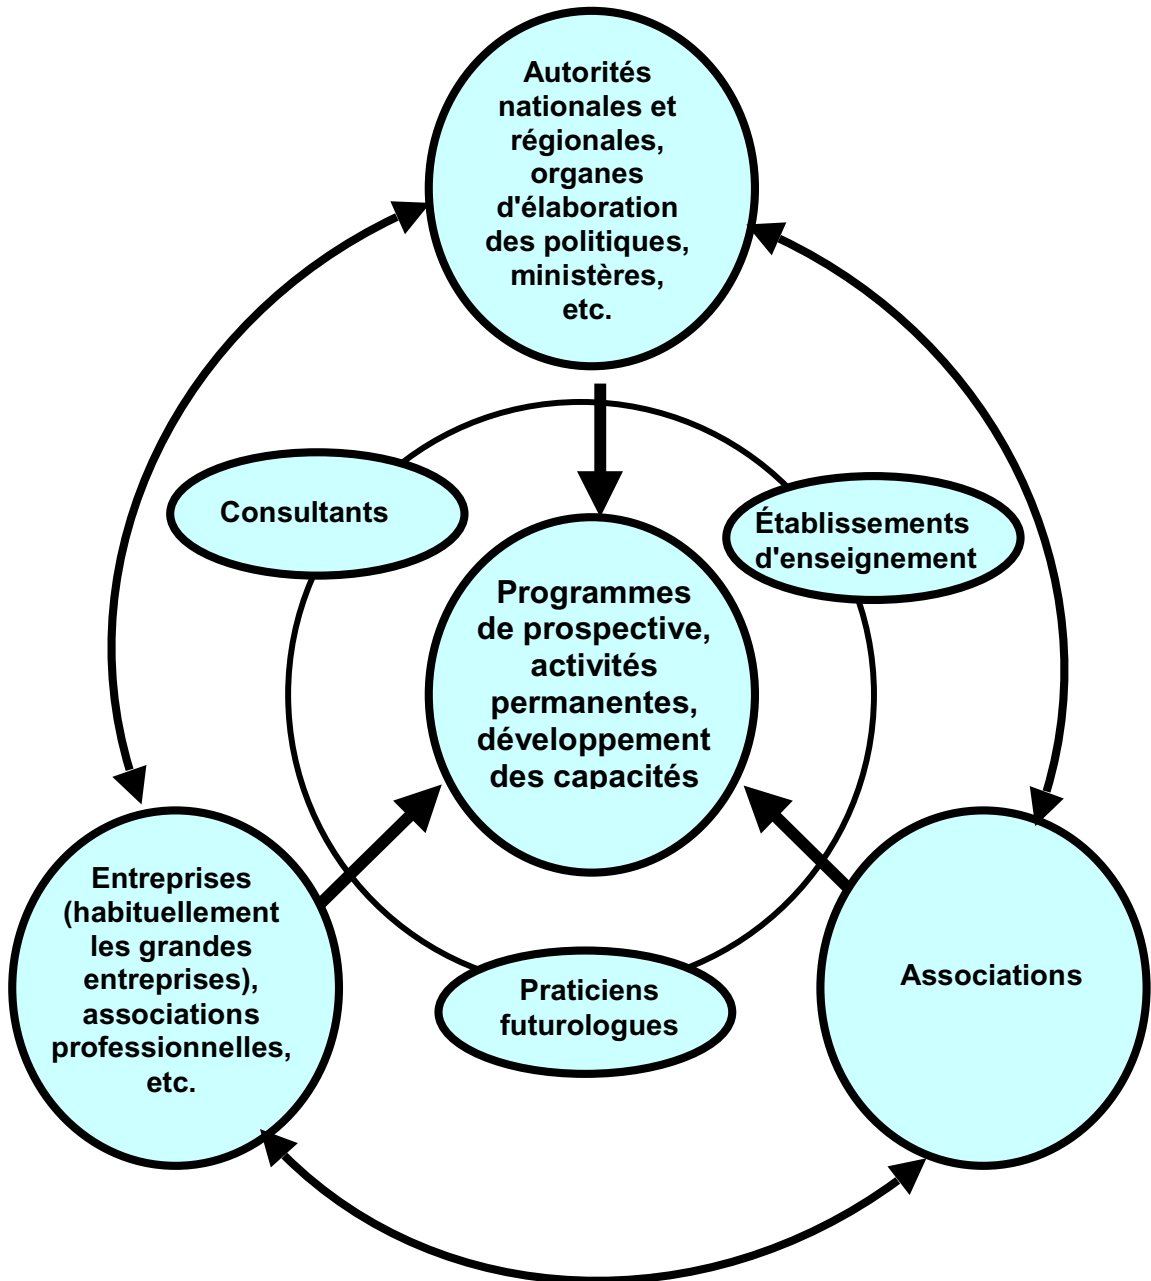 Autorités
nationales et
régionales,
organes
d'élaboration
des politiques,
ministères,
etc.
Consultants
Établissements
d'enseignement
Programmes
de prospective,
activités
permanentes,
développement
des capacités
Entreprises
(habituellement
les grandes
entreprises),
associations
professionnelles,
etc.
Praticiens
futurologues
Associations